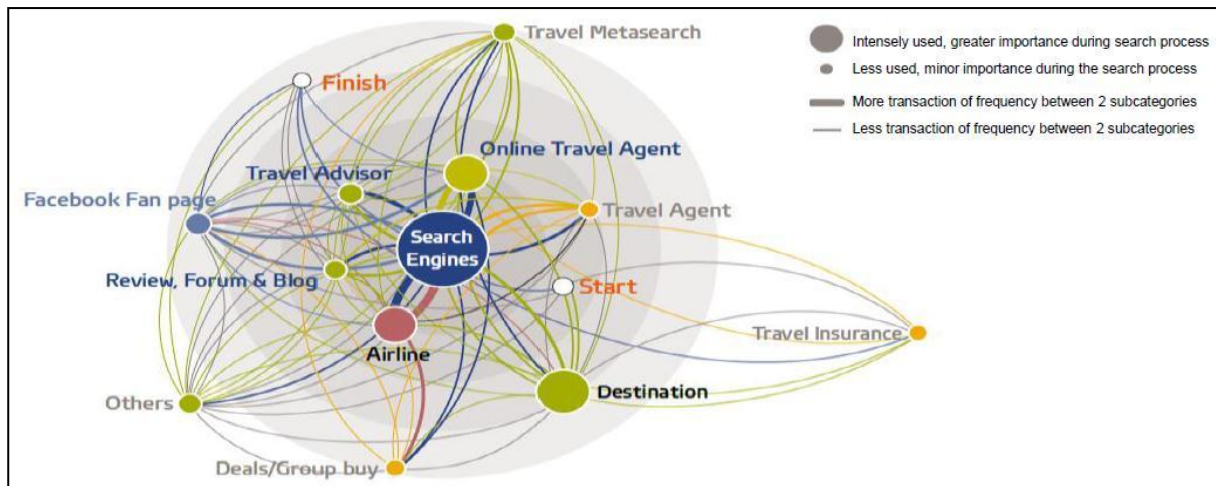 Travel Metasearch
Intensely used, greater importance during search process
Less used, minor importance during the search process
More transaction of frequency between 2 subcategories
Less transaction of frequency between 2 subcategories
Finish
Online Travel Agent
Travel Advisor
Facebook Fan page
Travel Agent
Search
Engines
Review, Forum & Blog
Start
Travel Insurance
Airline
Destination
Others
Deals/Group buy